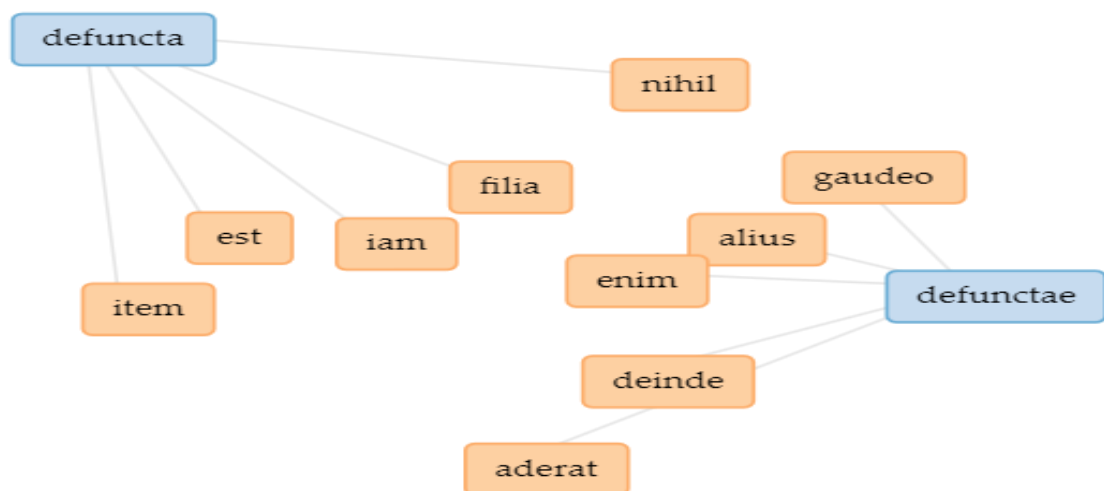 defuncta
nihil
gaudeo
filia
alius
est
iam
enim
defunctae
item
deinde
aderat